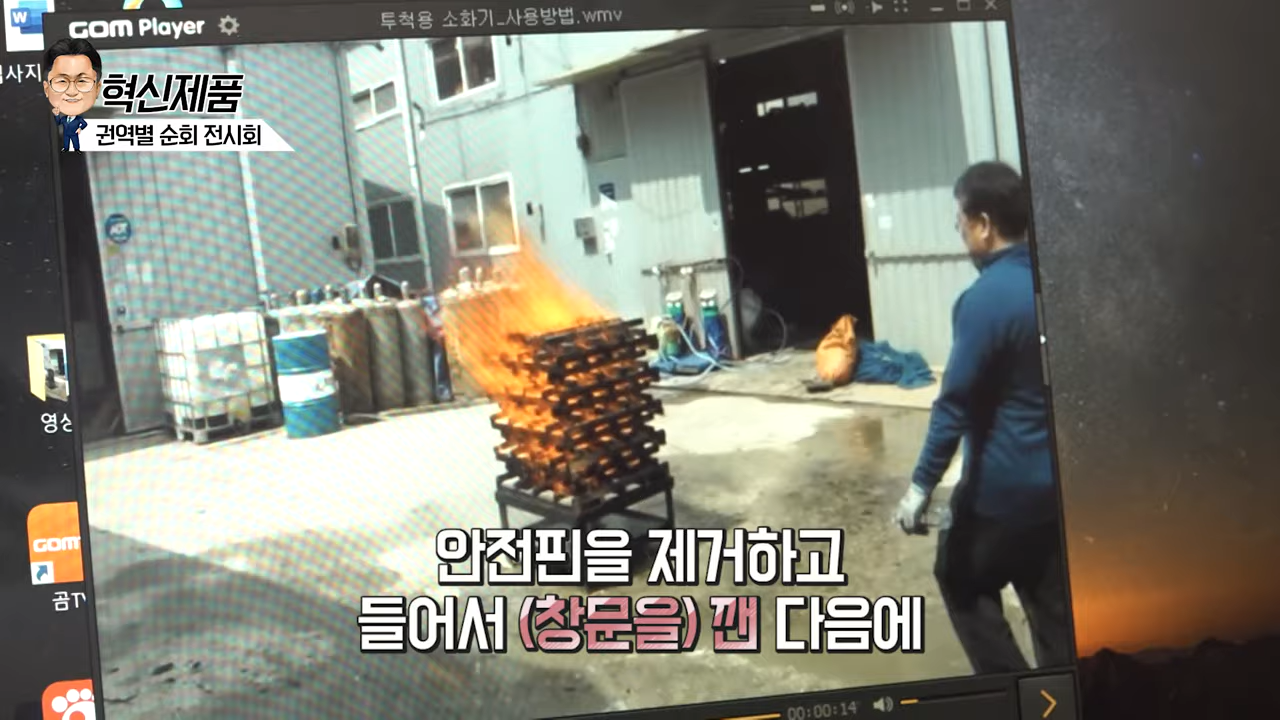 GOM Player
투척용 소화기_사용방법.wmv
혁신제품
권역별 순회 전시회
ADT
GOM
안전핀을 제거하고
들어서 (창문을) 깬 다음에
00:00:14